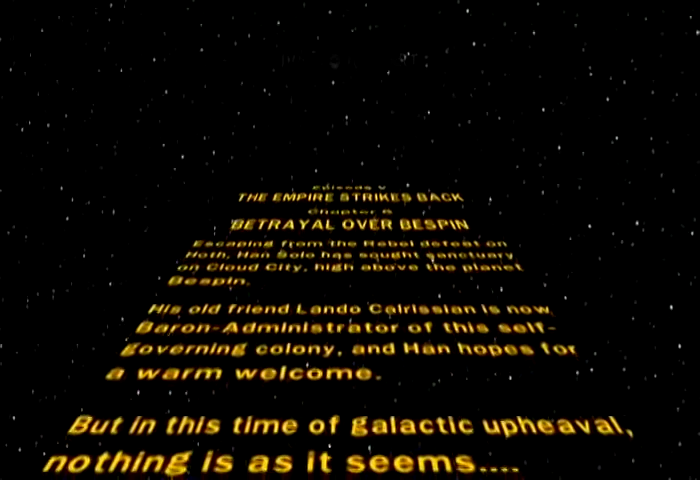 Episode V
THE EMPIRE STRIKES BACK
Chapter 6
BETRAYAL OVER BESPIN
Escaping from the Rebel defeat on
Hoth, Han Solo has sought sanctuary
on Cloud City, high above the planet
Bespin.
His old friend Lando Calrissian is now
Baron-Administrator of this self-
governing colony, and Han hopes for
a warm welcome.
But in this time of galactic upheaval,
nothing is as it seems....